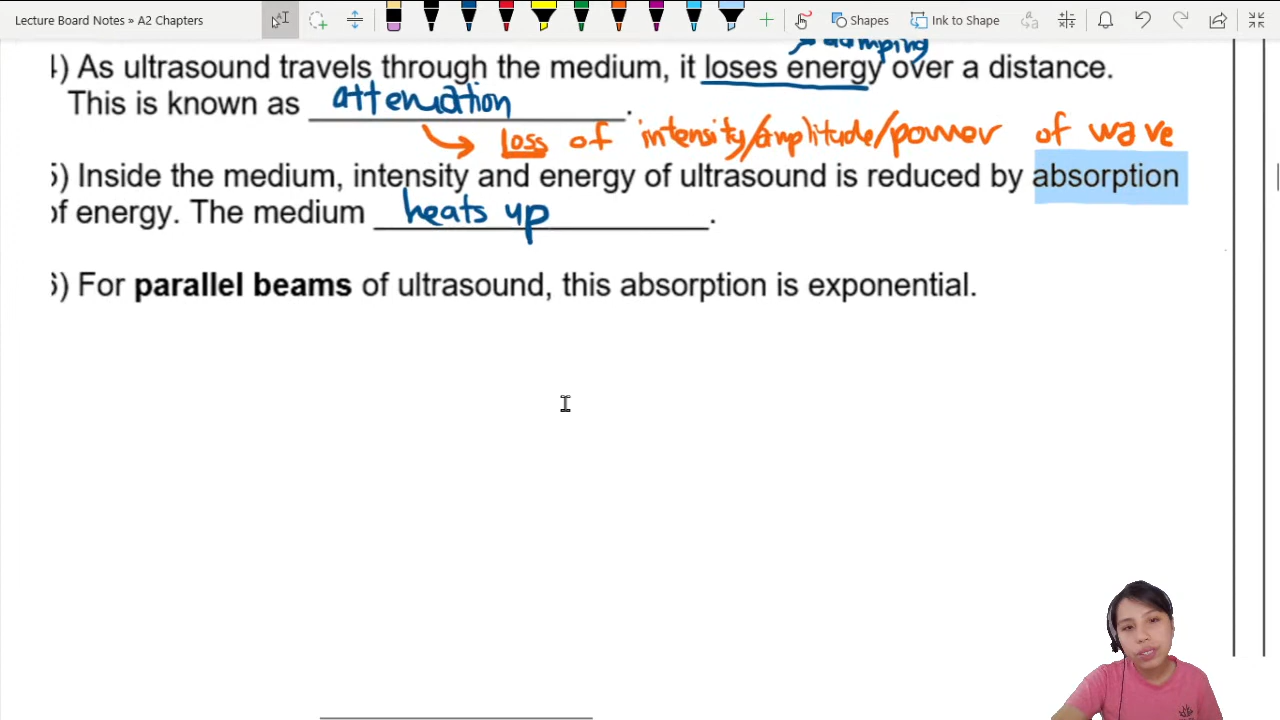 Lecture Board Notes » A2 Chapters
Shapes
Ink to Shape
damping
4) As ultrasound travels through the medium, it loses energy over a distance.
This is known as attenuation.
loss of intensity/amplitude/power of wave
5) Inside the medium, intensity and energy of ultrasound is reduced by absorption
of energy. The medium heats up.
6) For parallel beams of ultrasound, this absorption is exponential.